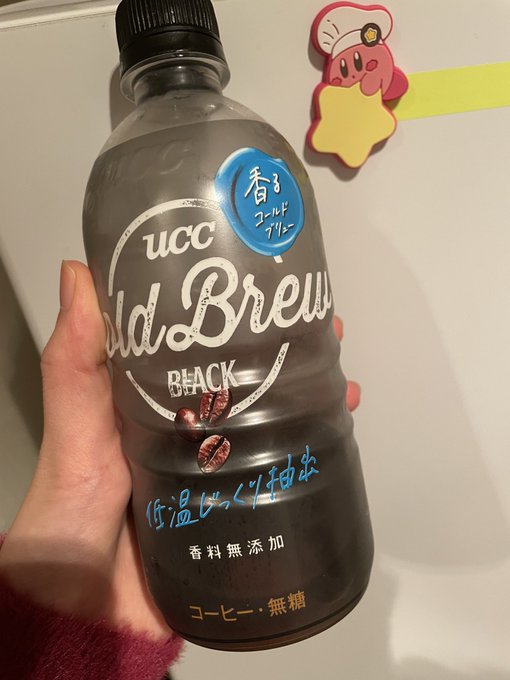 香る
コールド
ブリュー
UCC
Cold Brew
BLACK
低温じっくり抽出
香料無添加
コーヒー・無糖